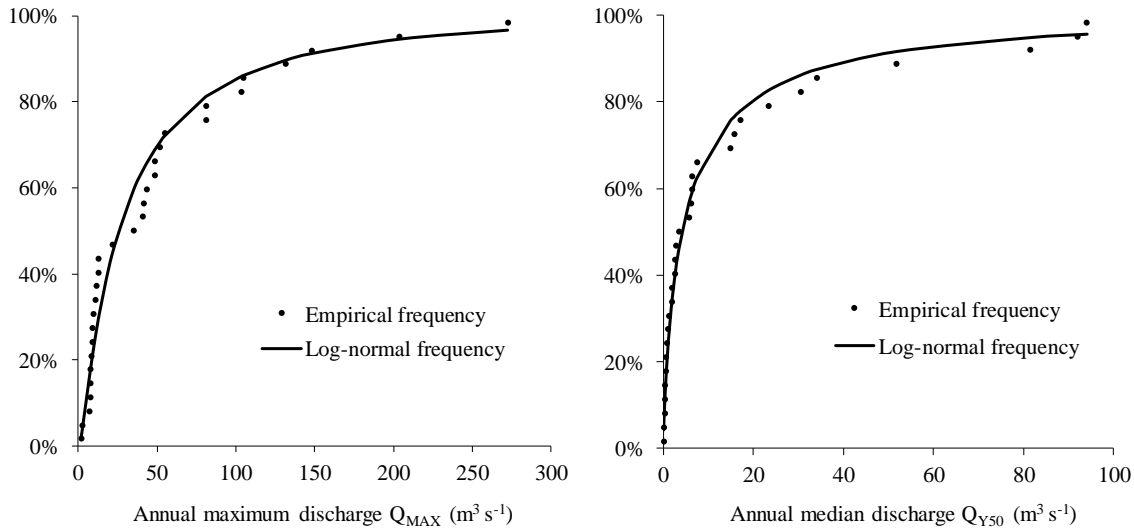 100%
80%
60%
40%
20%
0%
0 50 100 150 200 250 300
Empirical frequency
Log-normal frequency
Annual maximum discharge Q_MAX (m³ s⁻¹)
100%
80%
60%
40%
20%
0%
0 20 40 60 80 100
Empirical frequency
Log-normal frequency
Annual median discharge Q_Y50 (m³ s⁻¹)